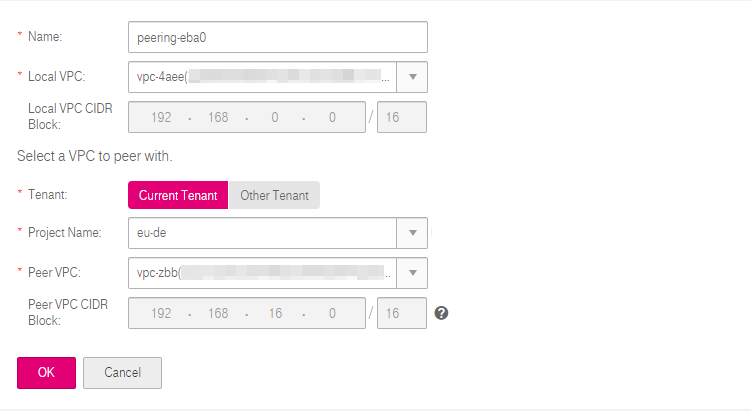 * Name: peering-eba0
* Local VPC: vpc-4aee( ...
Local VPC CIDR
Block: 192 . 168 . 0 . 0 / 16
Select a VPC to peer with.
* Tenant: Current Tenant Other Tenant
* Project Name: eu-de
* Peer VPC: vpc-zbb( ..
Peer VPC CIDR
Block: 192 . 168 . 16 . 0 / 16 ?
OK Cancel